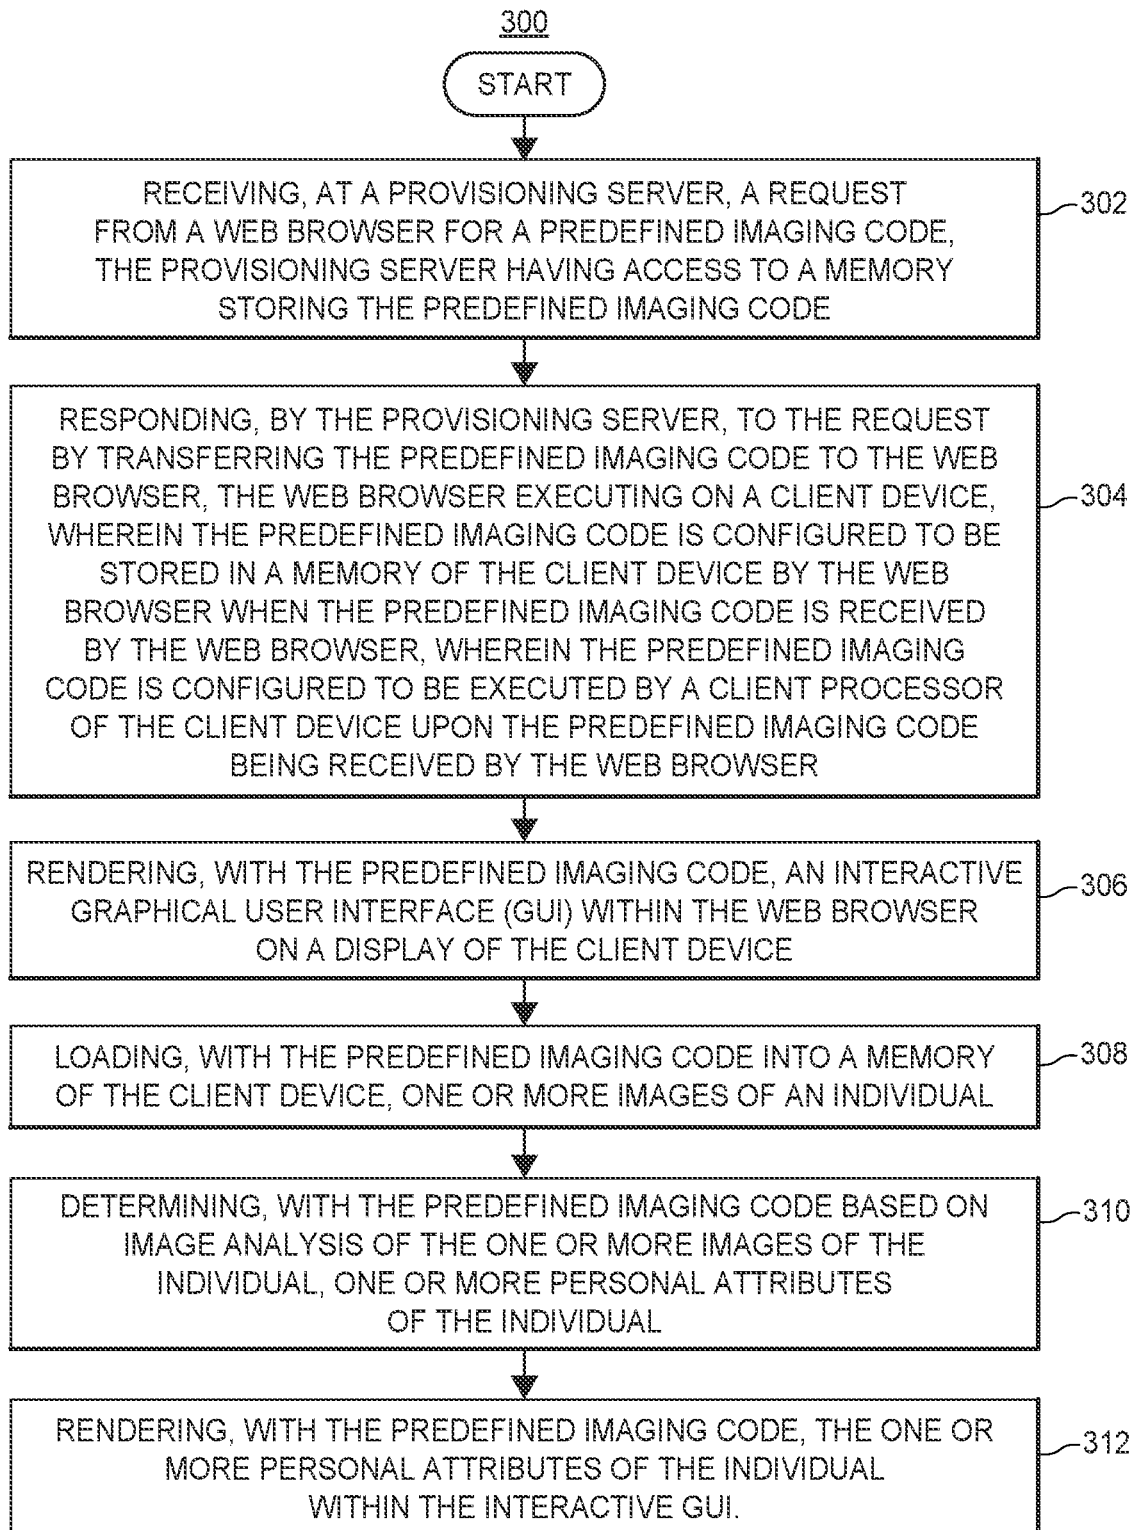 300
START
RECEIVING, AT A PROVISIONING SERVER, A REQUEST
FROM A WEB BROWSER FOR A PREDEFINED IMAGING CODE,
THE PROVISIONING SERVER HAVING ACCESS TO A MEMORY
STORING THE PREDEFINED IMAGING CODE
302
RESPONDING, BY THE PROVISIONING SERVER, TO THE REQUEST
BY TRANSFERRING THE PREDEFINED IMAGING CODE TO THE WEB
BROWSER, THE WEB BROWSER EXECUTING ON A CLIENT DEVICE,
WHEREIN THE PREDEFINED IMAGING CODE IS CONFIGURED TO BE
STORED IN A MEMORY OF THE CLIENT DEVICE BY THE WEB
BROWSER WHEN THE PREDEFINED IMAGING CODE IS RECEIVED
BY THE WEB BROWSER, WHEREIN THE PREDEFINED IMAGING
CODE IS CONFIGURED TO BE EXECUTED BY A CLIENT PROCESSOR
OF THE CLIENT DEVICE UPON THE PREDEFINED IMAGING CODE
BEING RECEIVED BY THE WEB BROWSER
304
RENDERING, WITH THE PREDEFINED IMAGING CODE, AN INTERACTIVE
GRAPHICAL USER INTERFACE (GUI) WITHIN THE WEB BROWSER
ON A DISPLAY OF THE CLIENT DEVICE
306
LOADING, WITH THE PREDEFINED IMAGING CODE INTO A MEMORY
OF THE CLIENT DEVICE, ONE OR MORE IMAGES OF AN INDIVIDUAL
308
DETERMINING, WITH THE PREDEFINED IMAGING CODE BASED ON
IMAGE ANALYSIS OF THE ONE OR MORE IMAGES OF THE
INDIVIDUAL, ONE OR MORE PERSONAL ATTRIBUTES
OF THE INDIVIDUAL
310
RENDERING, WITH THE PREDEFINED IMAGING CODE, THE ONE OR
MORE PERSONAL ATTRIBUTES OF THE INDIVIDUAL
WITHIN THE INTERACTIVE GUI.
312